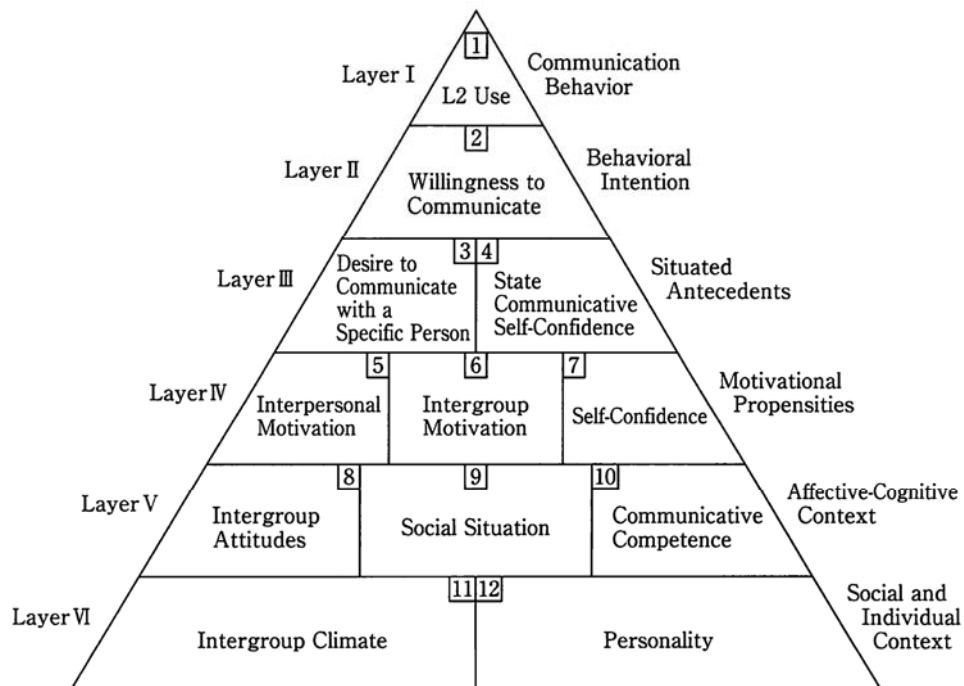 1
Layer Ⅰ
L2 Use
Communication
Behavior
2
Layer Ⅱ
Willingness to
Communicate
Behavioral
Intention
3 4
Layer Ⅲ
Desire to
Communicate
with a
Specific Person
State
Communicative
Self-Confidence
Situated
Antecedents
5 6 7
Layer Ⅳ
Interpersonal
Motivation
Intergroup
Motivation
Self-Confidence
Motivational
Propensities
8 9 10
Layer Ⅴ
Intergroup
Attitudes
Social Situation
Communicative
Competence
Affective-Cognitive
Context
11 12
Layer Ⅵ
Intergroup Climate
Personality
Social and
Individual
Context